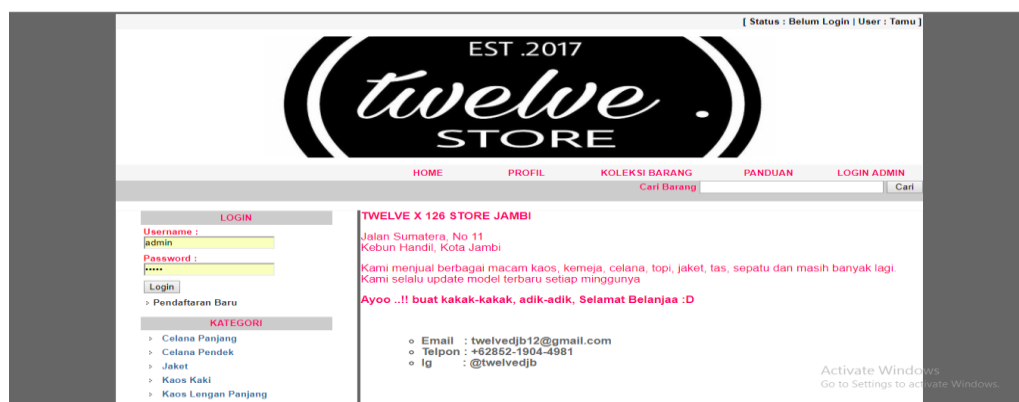 [ Status : Belum Login | User : Tamu ]
EST .2017
twelve .
STORE
HOME PROFIL KOLEKSI BARANG PANDUAN LOGIN ADMIN
Cari Barang Cari
LOGIN
Username :
admin
Password :
•••••
Login
› Pendaftaran Baru
KATEGORI
› Celana Panjang
› Celana Pendek
› Jaket
› Kaos Kaki
› Kaos Lengan Panjang
TWELVE X 126 STORE JAMBI
Jalan Sumatera, No 11
Kebun Handil, Kota Jambi
Kami menjual berbagai macam kaos, kemeja, celana, topi, jaket, tas, sepatu dan masih banyak lagi.
Kami selalu update model terbaru setiap minggunya
Ayoo ..!! buat kakak-kakak, adik-adik, Selamat Belanjaa :D
o Email : twelvedjb12@gmail.com
o Telpon : +62852-1904-4981
o Ig : @twelvedjb
Activate Windows
Go to Settings to activate Windows.